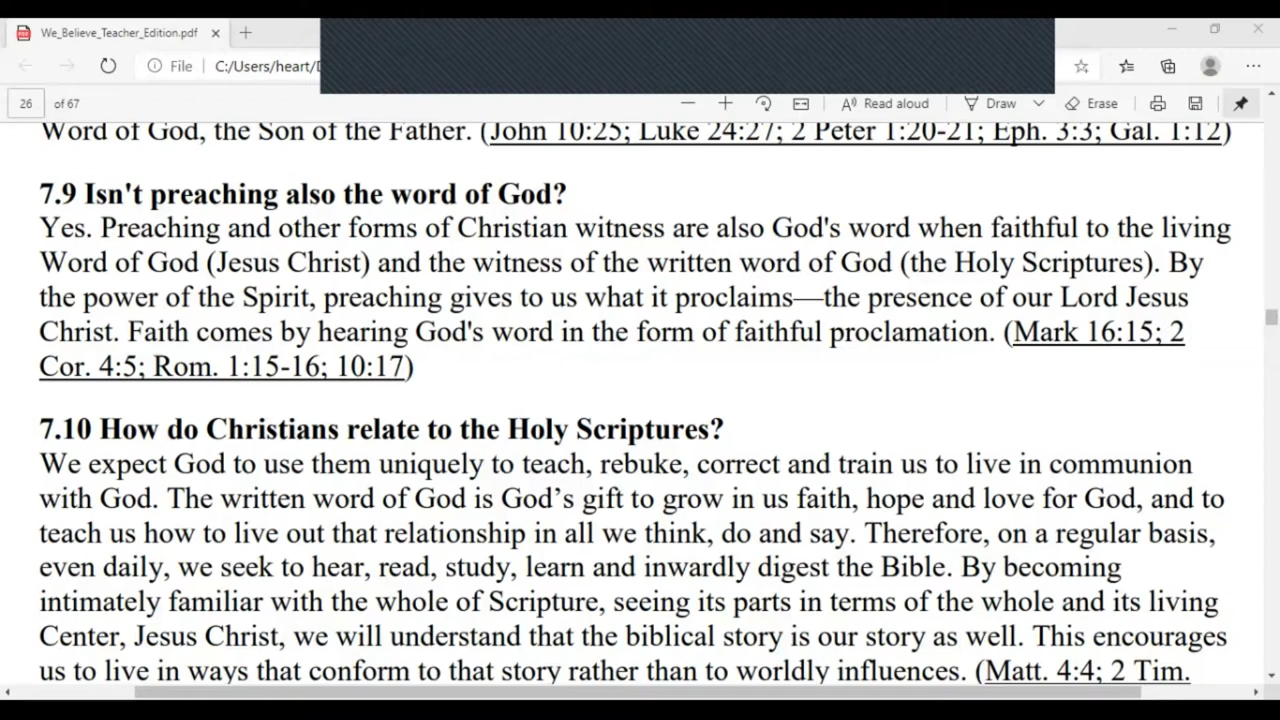 We_Believe_Teacher_Edition.pdf
File C:/Users/heart/
26 of 67 Read aloud Draw Erase
Word of God, the Son of the Father. (John 10:25; Luke 24:27; 2 Peter 1:20-21; Eph. 3:3; Gal. 1:12)
7.9 Isn't preaching also the word of God?
Yes. Preaching and other forms of Christian witness are also God's word when faithful to the living
Word of God (Jesus Christ) and the witness of the written word of God (the Holy Scriptures). By
the power of the Spirit, preaching gives to us what it proclaims—the presence of our Lord Jesus
Christ. Faith comes by hearing God's word in the form of faithful proclamation. (Mark 16:15; 2
Cor. 4:5; Rom. 1:15-16; 10:17)
7.10 How do Christians relate to the Holy Scriptures?
We expect God to use them uniquely to teach, rebuke, correct and train us to live in communion
with God. The written word of God is God’s gift to grow in us faith, hope and love for God, and to
teach us how to live out that relationship in all we think, do and say. Therefore, on a regular basis,
even daily, we seek to hear, read, study, learn and inwardly digest the Bible. By becoming
intimately familiar with the whole of Scripture, seeing its parts in terms of the whole and its living
Center, Jesus Christ, we will understand that the biblical story is our story as well. This encourages
us to live in ways that conform to that story rather than to worldly influences. (Matt. 4:4; 2 Tim.